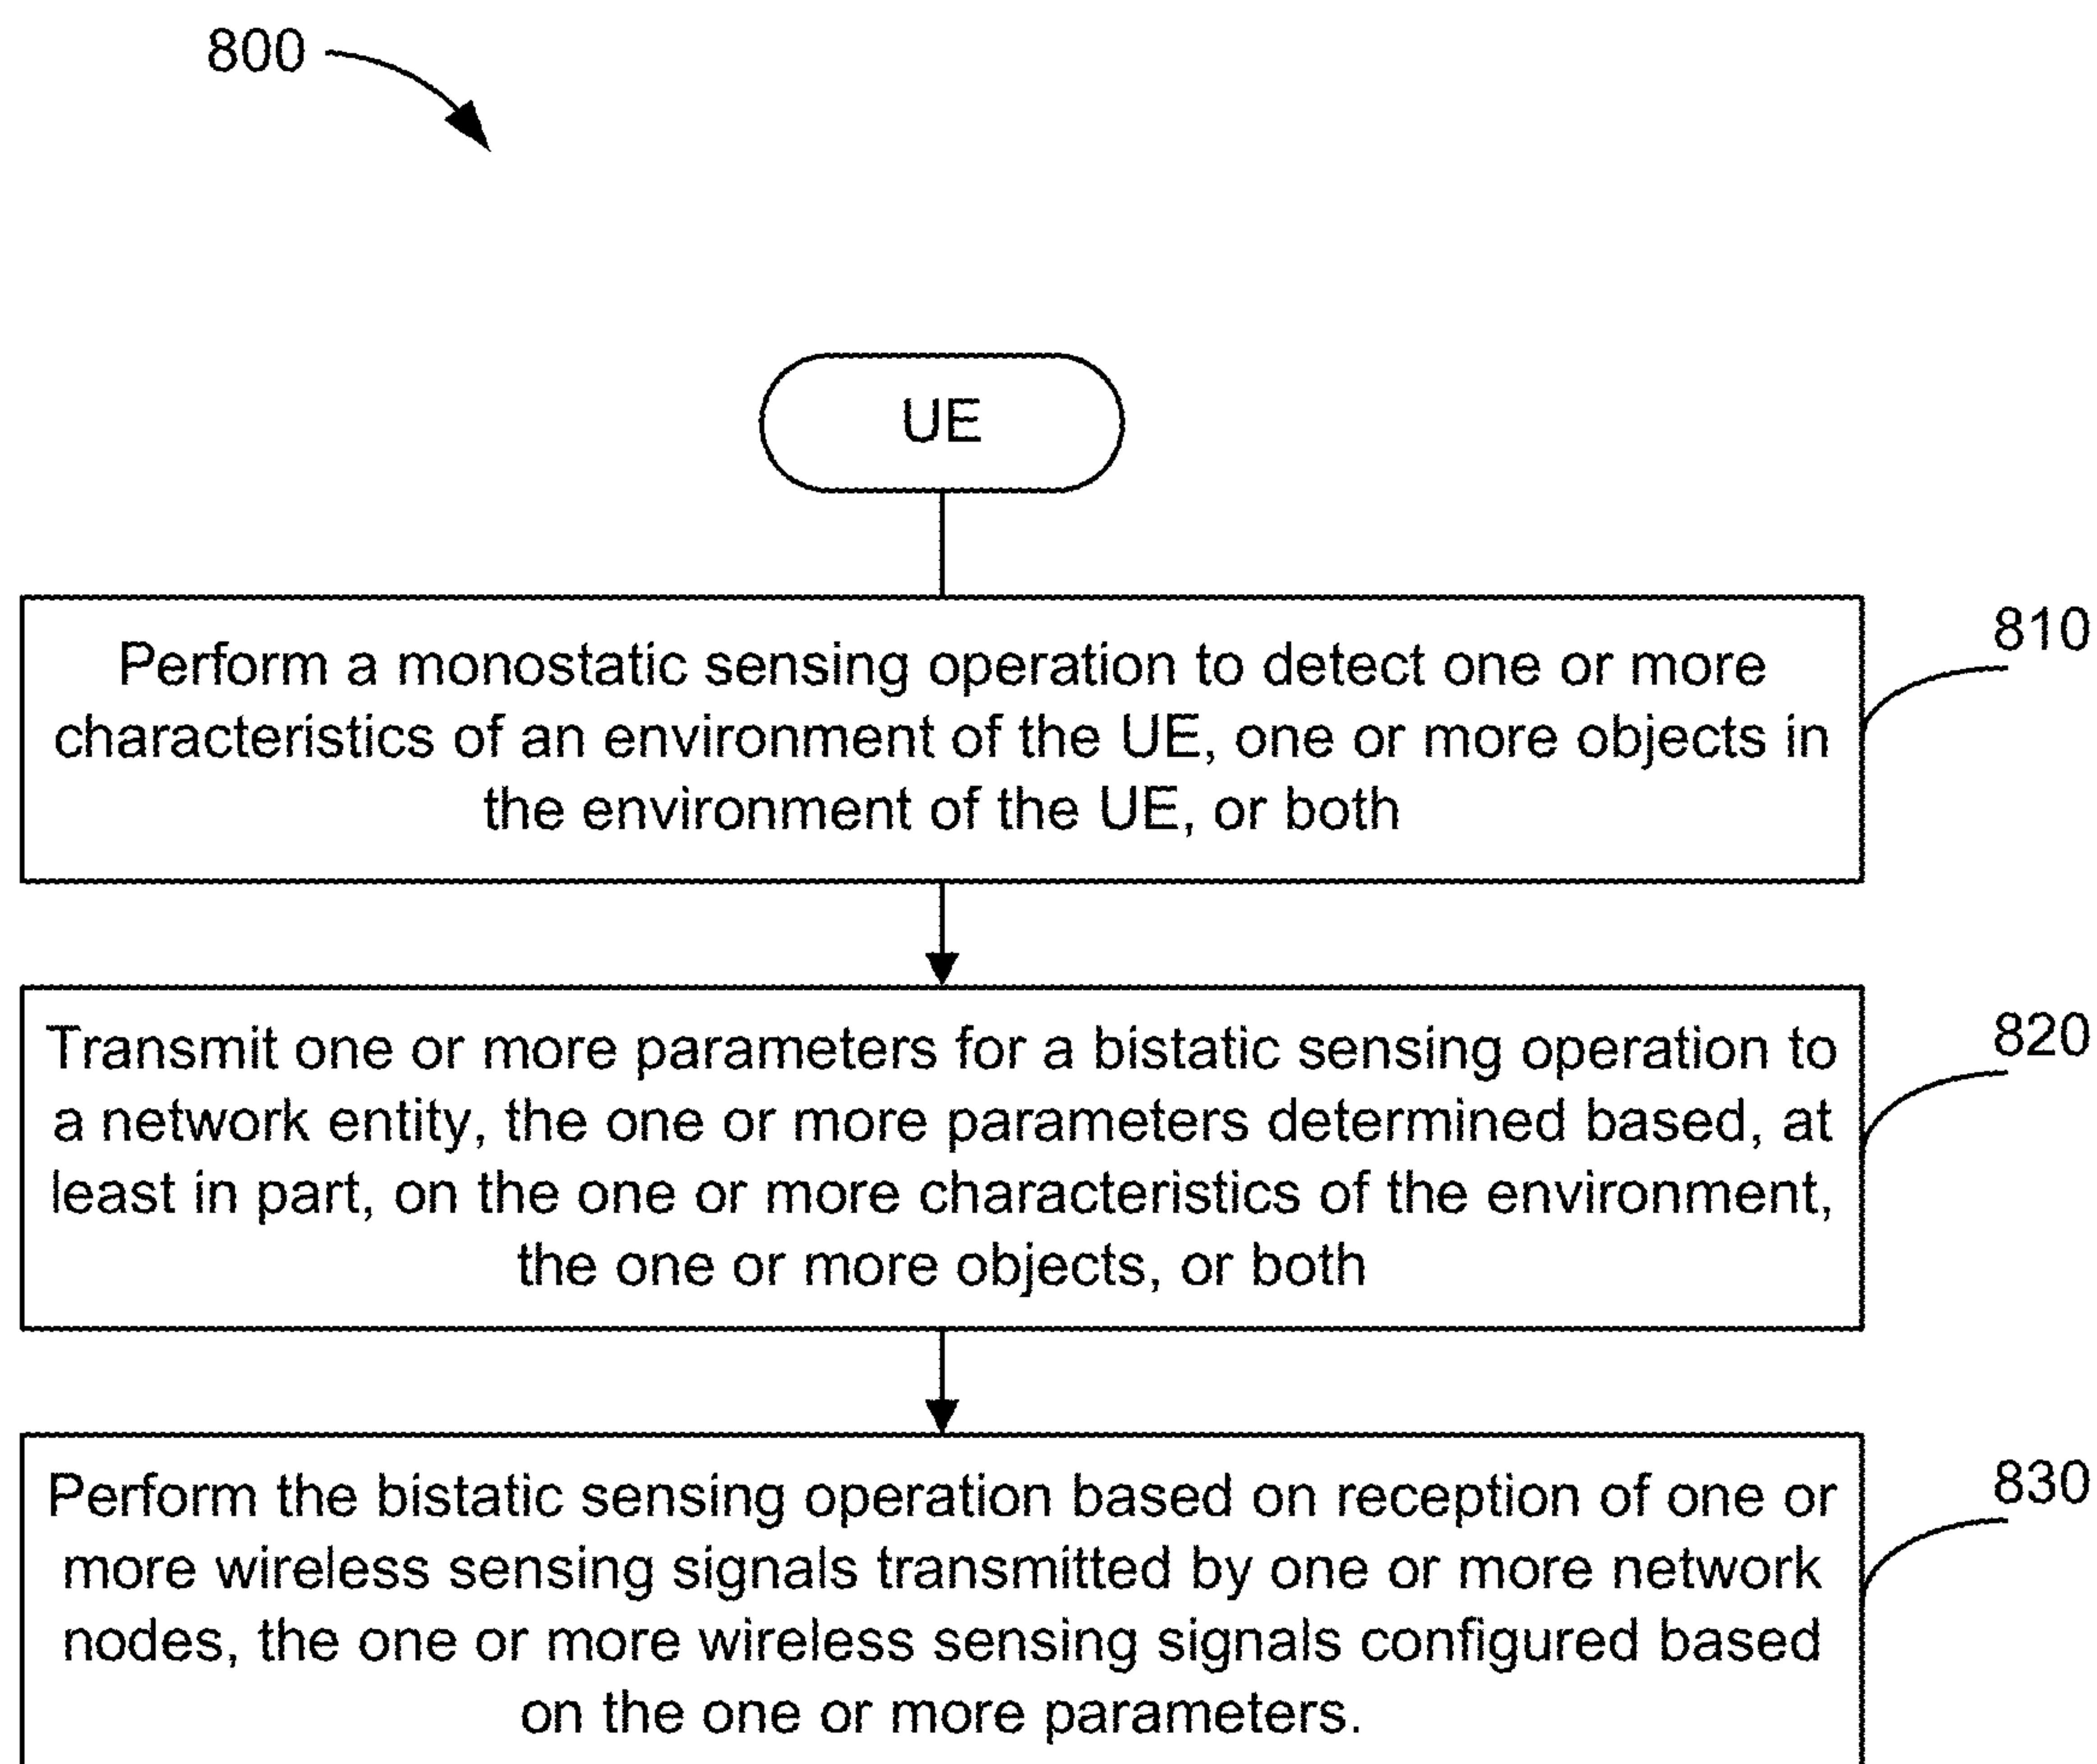 800
UE
Perform a monostatic sensing operation to detect one or more
characteristics of an environment of the UE, one or more objects in
the environment of the UE, or both
810
Transmit one or more parameters for a bistatic sensing operation to
a network entity, the one or more parameters determined based, at
least in part, on the one or more characteristics of the environment,
the one or more objects, or both
820
Perform the bistatic sensing operation based on reception of one or
more wireless sensing signals transmitted by one or more network
nodes, the one or more wireless sensing signals configured based
on the one or more parameters.
830